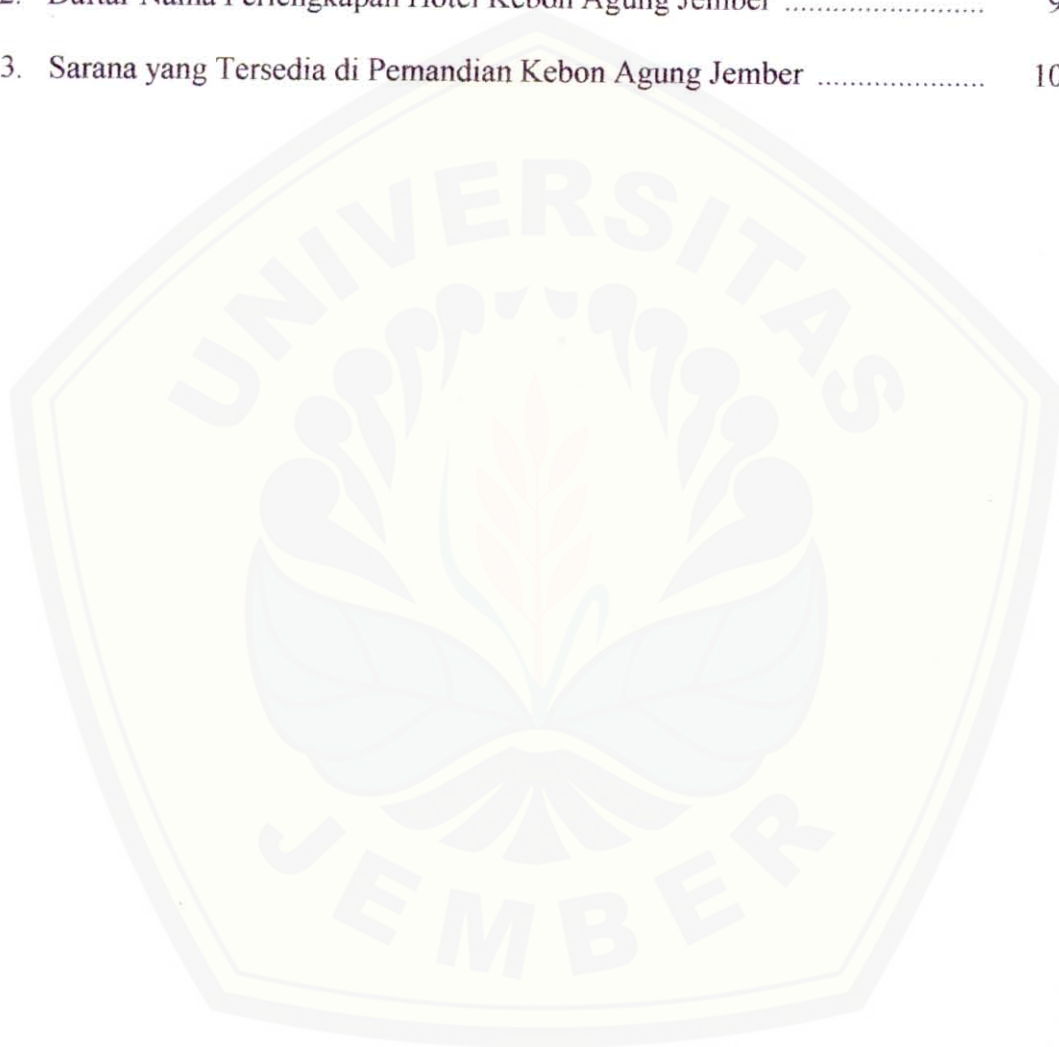 2. Daftar Nama Perlengkapan Hotel Kebon Agung Jember ........................ 9
3. Sarana yang Tersedia di Pemandian Kebon Agung Jember ..................... 10
UNIVERSITAS
JEMBER